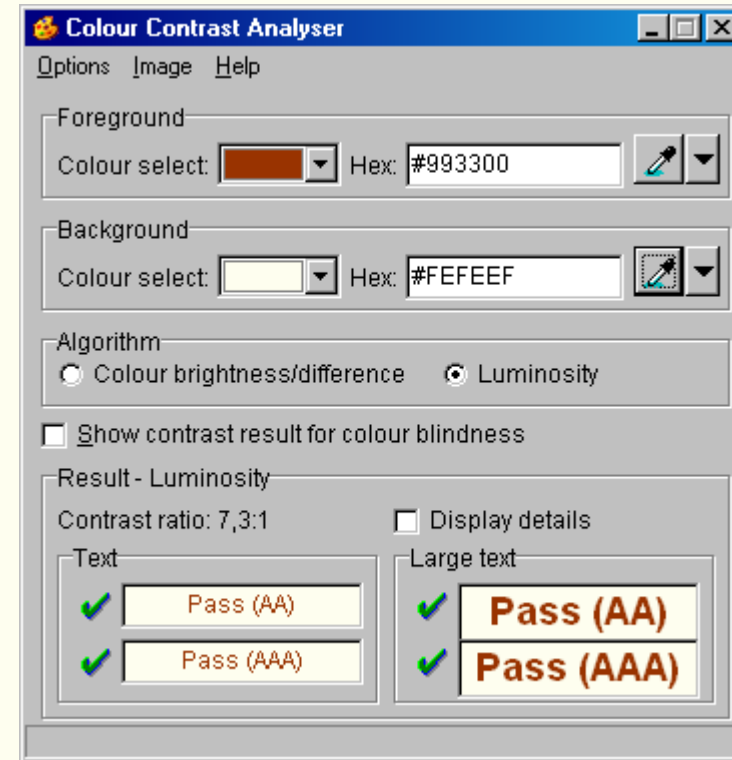 Colour Contrast Analyser
Options Image Help
Foreground
Colour select: Hex: #993300
Background
Colour select: Hex: #FEFEEF
Algorithm
Colour brightness/difference Luminosity
Show contrast result for colour blindness
Result - Luminosity
Contrast ratio: 7,3:1 Display details
Text Large text
Pass (AA) Pass (AA)
Pass (AAA) Pass (AAA)